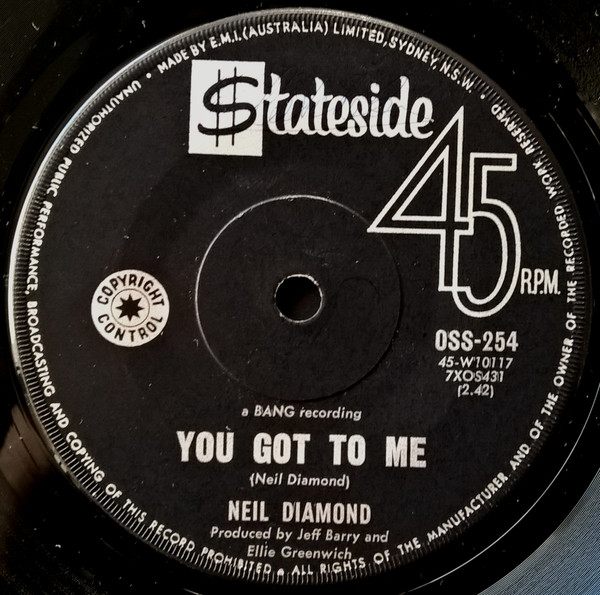 MADE BY E.M.I. (AUSTRALIA) LIMITED, SYDNEY, N.S.W. • UNAUTHORIZED PUBLIC PERFORMANCE, BROADCASTING AND COPYING OF THIS RECORD PROHIBITED • ALL RIGHTS OF THE MANUFACTURER AND OF THE OWNER OF THE RECORDED WORK RESERVED •
$tateside
45
R.P.M.
COPYRIGHT
CONTROL
OSS-254
45-W10117
7XOS431
(2.42)
a BANG recording
YOU GOT TO ME
(Neil Diamond)
NEIL DIAMOND
Produced by Jeff Barry and
Ellie Greenwich